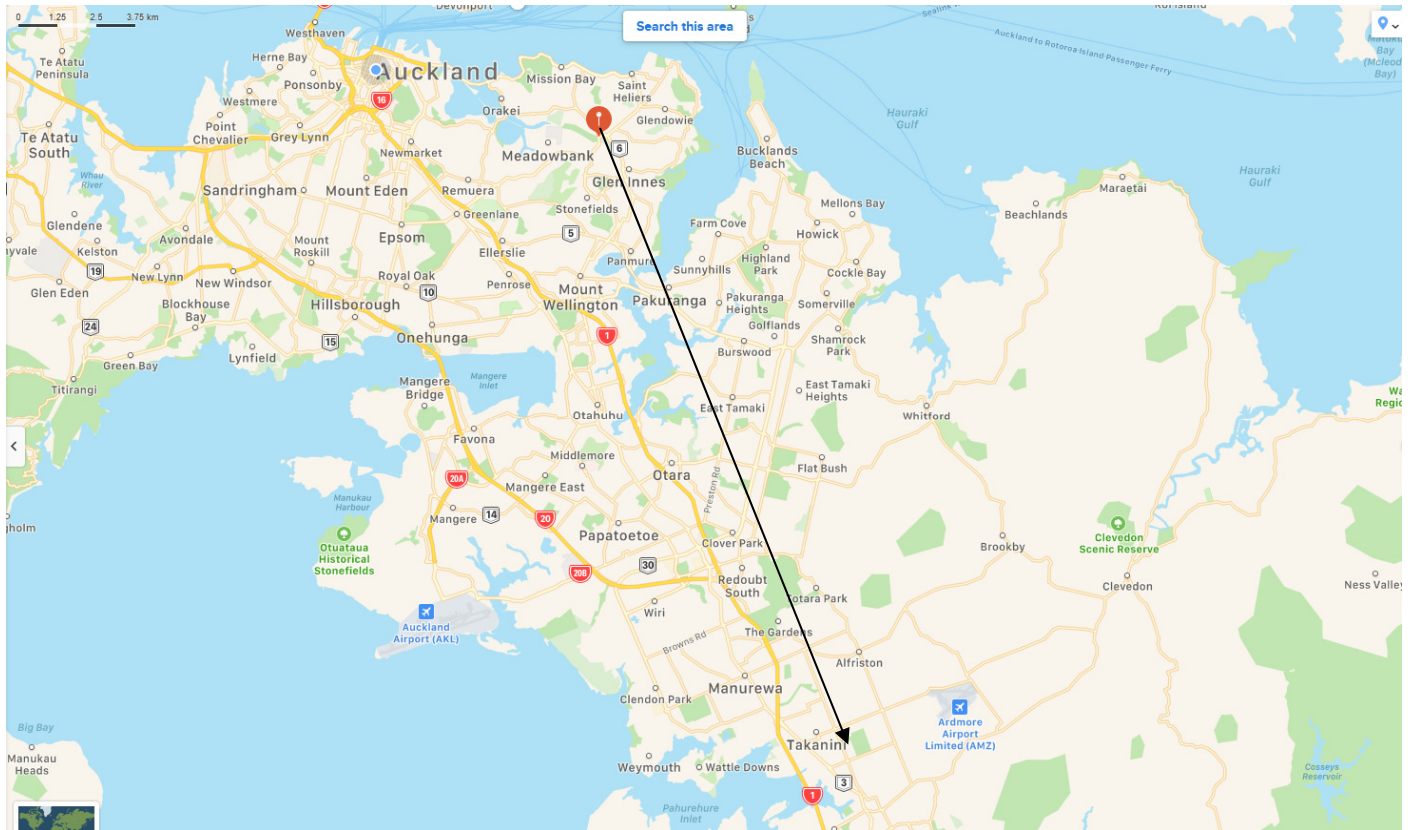 0 1.25 2.5 3.75 km
Devonport
Search this area
Westhaven
Auckland to Rotoroa Island Passenger Ferry
Te Atatu
Peninsula
Herne Bay
Auckland
Ponsonby
Mission Bay
Saint
Heliers
Bay
(Mcleod
Bay)
Westmere
16
Orakei
Glendowie
Hauraki
Gulf
Point
Chevalier
Grey Lynn
Te Atatu
South
Newmarket
Meadowbank
6
Bucklands
Beach
Whau
River
Sandringham
Mount Eden
Remuera
Glen Innes
Maraetai
Hauraki
Gulf
Glendene
Greenlane
Stonefields
Mellons Bay
Beachlands
Avondale
Mount
Roskill
Epsom
Ellerslie
5
Farm Cove
Howick
Kelston
19
New Lynn
New Windsor
Royal Oak
Penrose
Panmure
Sunnyhills
Highland
Park
Cockle Bay
Glen Eden
Blockhouse
Bay
Hillsborough
10
Mount
Wellington
Pakuranga
Pakuranga
Heights
Somerville
24
15
Onehunga
1
Golflands
Shamrock
Park
Burswood
Green Bay
Lynfield
Titirangi
Mangere
Bridge
Mangere
Inlet
East Tamaki
Heights
East Tamaki
Whitford
Otahuhu
Favona
Middlemore
Otara
Flat Bush
20A
Mangere East
Preston Rd
Manukau
Harbour
Mangere
14
20
Papatoetoe
Clover Park
Brookby
Clevedon
Scenic Reserve
Otuataua
Historical
Stonefields
20B
30
Redoubt
South
Totara Park
Clevedon
Ness Valley
Wiri
Auckland
Airport (AKL)
Browns Rd
The Gardens
Alfriston
Clendon Park
Manurewa
Ardmore
Airport
Limited (AMZ)
Big Bay
Manukau
Heads
Takanini
Weymouth
Wattle Downs
3
1
Cosseys
Reservoir
Pahurehure
Inlet